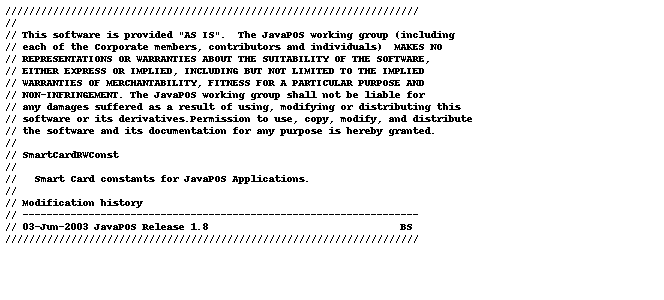 //////////////////////////////////////////////////////////////////////
//
// This software is provided "AS IS".  The JavaPOS working group (including
// each of the Corporate members, contributors and individuals)  MAKES NO
// REPRESENTATIONS OR WARRANTIES ABOUT THE SUITABILITY OF THE SOFTWARE,
// EITHER EXPRESS OR IMPLIED, INCLUDING BUT NOT LIMITED TO THE IMPLIED
// WARRANTIES OF MERCHANTABILITY, FITNESS FOR A PARTICULAR PURPOSE AND
// NON-INFRINGEMENT. The JavaPOS working group shall not be liable for
// any damages suffered as a result of using, modifying or distributing this
// software or its derivatives.Permission to use, copy, modify, and distribute
// the software and its documentation for any purpose is hereby granted.
//
// SmartCardRWConst
//
//   Smart Card constants for JavaPOS Applications.
//
// Modification history
// ------------------------------------------------------------------
// 03-Jun-2003 JavaPOS Release 1.8                                BS
//////////////////////////////////////////////////////////////////////